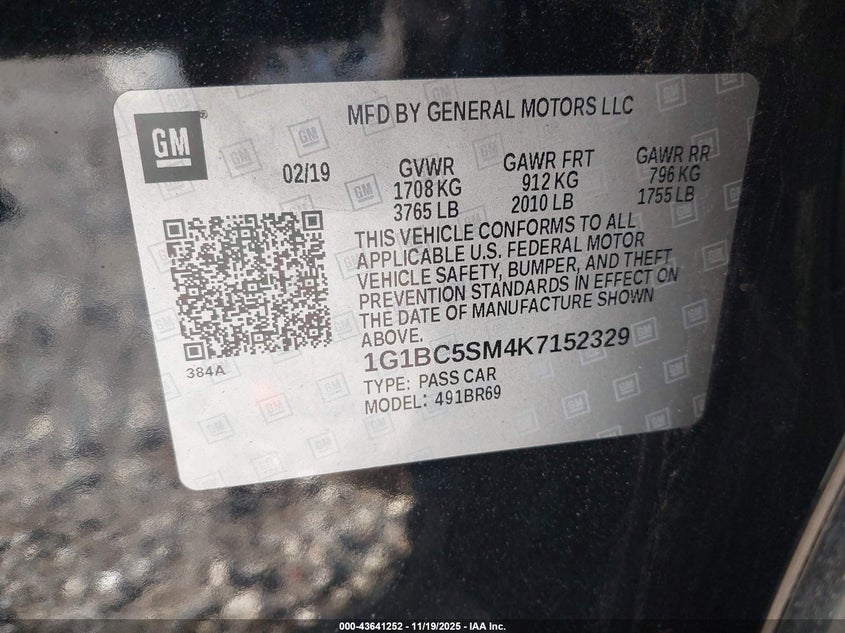 MFD BY GENERAL MOTORS LLC
GM
02/19
GVWR
1708 KG
3765 LB
GAWR FRT
912 KG
2010 LB
GAWR RR
796 KG
1755 LB
THIS VEHICLE CONFORMS TO ALL
APPLICABLE U.S. FEDERAL MOTOR
VEHICLE SAFETY, BUMPER, AND THEFT
PREVENTION STANDARDS IN EFFECT ON
THE DATE OF MANUFACTURE SHOWN
ABOVE.
384A
1G1BC5SM4K7152329
TYPE: PASS CAR
MODEL: 491BR69
000-43641252 - 11/19/2025 - IAA Inc.